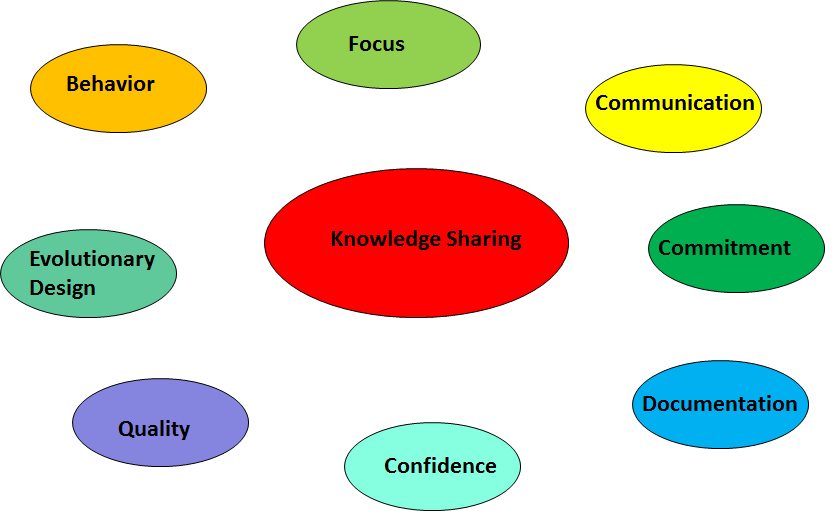 Focus
Behavior
Communication
Knowledge Sharing
Commitment
Evolutionary
Design
Documentation
Quality
Confidence